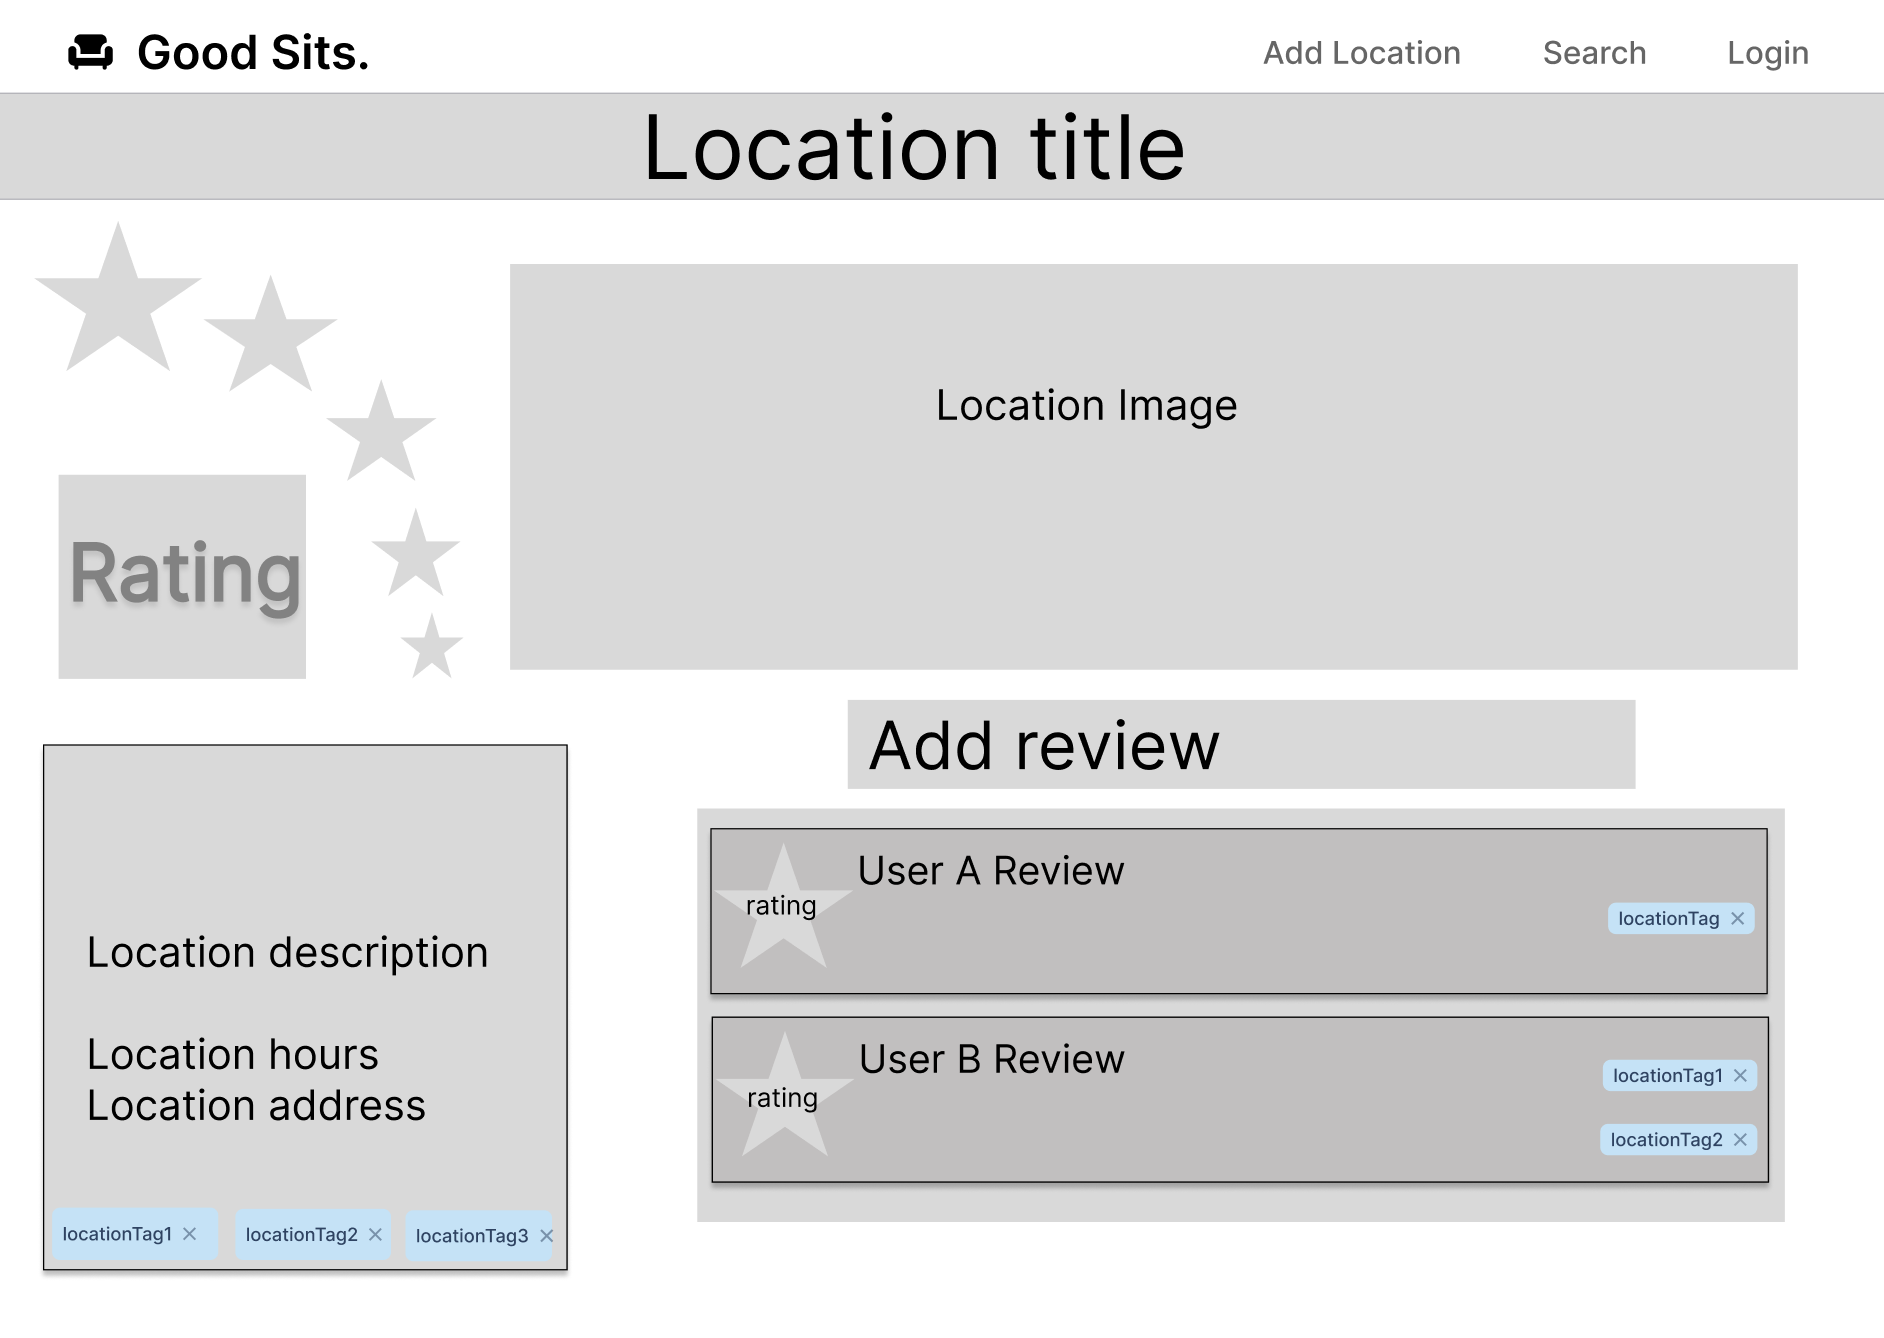 Good Sits.
Add Location
Search
Login
Location title
Location Image
Rating
Add review
User A Review
rating
locationTag
User B Review
rating
locationTag1
locationTag2
Location description
Location hours
Location address
locationTag1
locationTag2
locationTag3